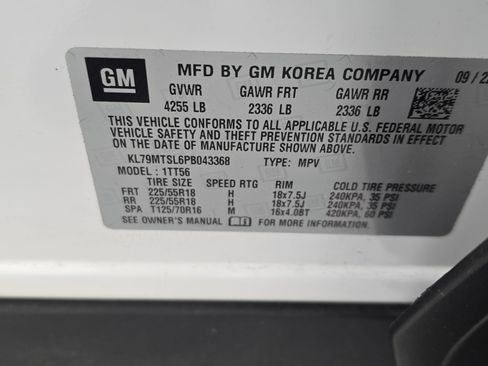 GM MFD BY GM KOREA COMPANY 09/22
GVWR GAWR FRT GAWR RR
4255 LB 2336 LB 2336 LB
THIS VEHICLE CONFORMS TO ALL APPLICABLE U.S. FEDERAL MOTOR
VEHICLE SAFETY AND THEFT PREVENTION STANDARDS IN EFFECT
ON THE DATE OF MANUFACTURE SHOWN ABOVE.
KL79MTSL6PB043368 TYPE: MPV
MODEL: 1TT56
TIRE SIZE SPEED RTG RIM COLD TIRE PRESSURE
FRT 225/55R18 H 18x7.5J 240KPA, 35 PSI
RR 225/55R18 H 18x7.5J 240KPA, 35 PSI
SPA T125/70R16 M 16x4.0BT 420KPA, 60 PSI
SEE OWNER'S MANUAL FOR MORE INFORMATION